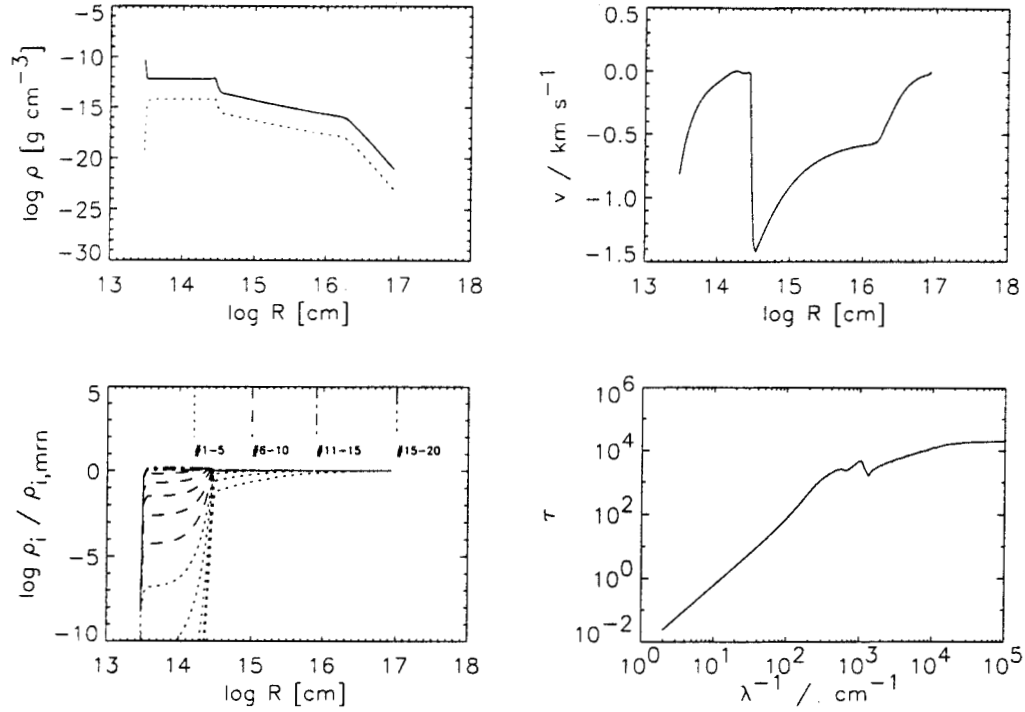 -5
-10
-15
-20
-25
-30
log ρ [g cm⁻³]
13 14 15 16 17 18
log R [cm]
0.5
0.0
-0.5
-1.0
-1.5
v / km s⁻¹
13 14 15 16 17 18
log R [cm]
5
0
-5
-10
log ρi / ρi,mrn
#1-5 #6-10 #11-15 #15-20
13 14 15 16 17 18
log R [cm]
10⁶
10⁴
10²
10⁰
10⁻²
τ
10⁰ 10¹ 10² 10³ 10⁴ 10⁵
λ⁻¹ / cm⁻¹